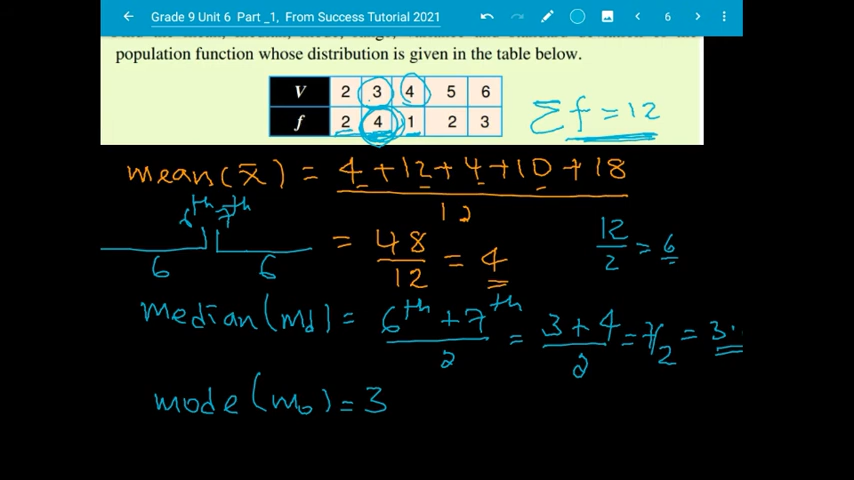 Grade 9 Unit 6 Part _1, From Success Tutorial 2021
6
population function whose distribution is given in the table below.
V 2 3 4 5 6
f 2 4 1 2 3
∑f = 12
mean(x̄) = 4 + 12 + 4 + 10 + 18
12
6th 7th
6 6
= 48/12 = 4
12/2 = 6
median(md) = 6th + 7th / 2 = 3 + 4 / 2 = 7/2 = 3.
mode(mo) = 3